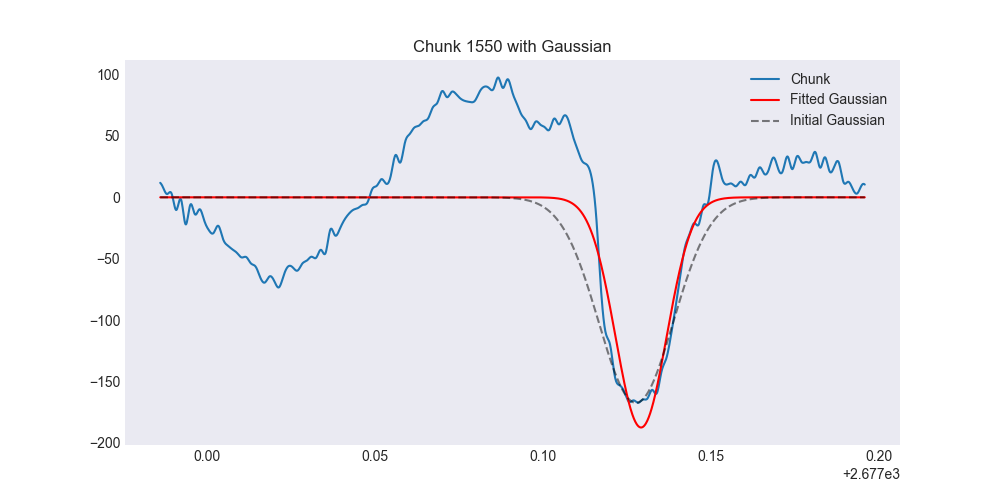 Chunk 1550 with Gaussian
Chunk
Fitted Gaussian
Initial Gaussian
100
50
0
−50
−100
−150
−200
0.00 0.05 0.10 0.15 0.20
+2.677e3